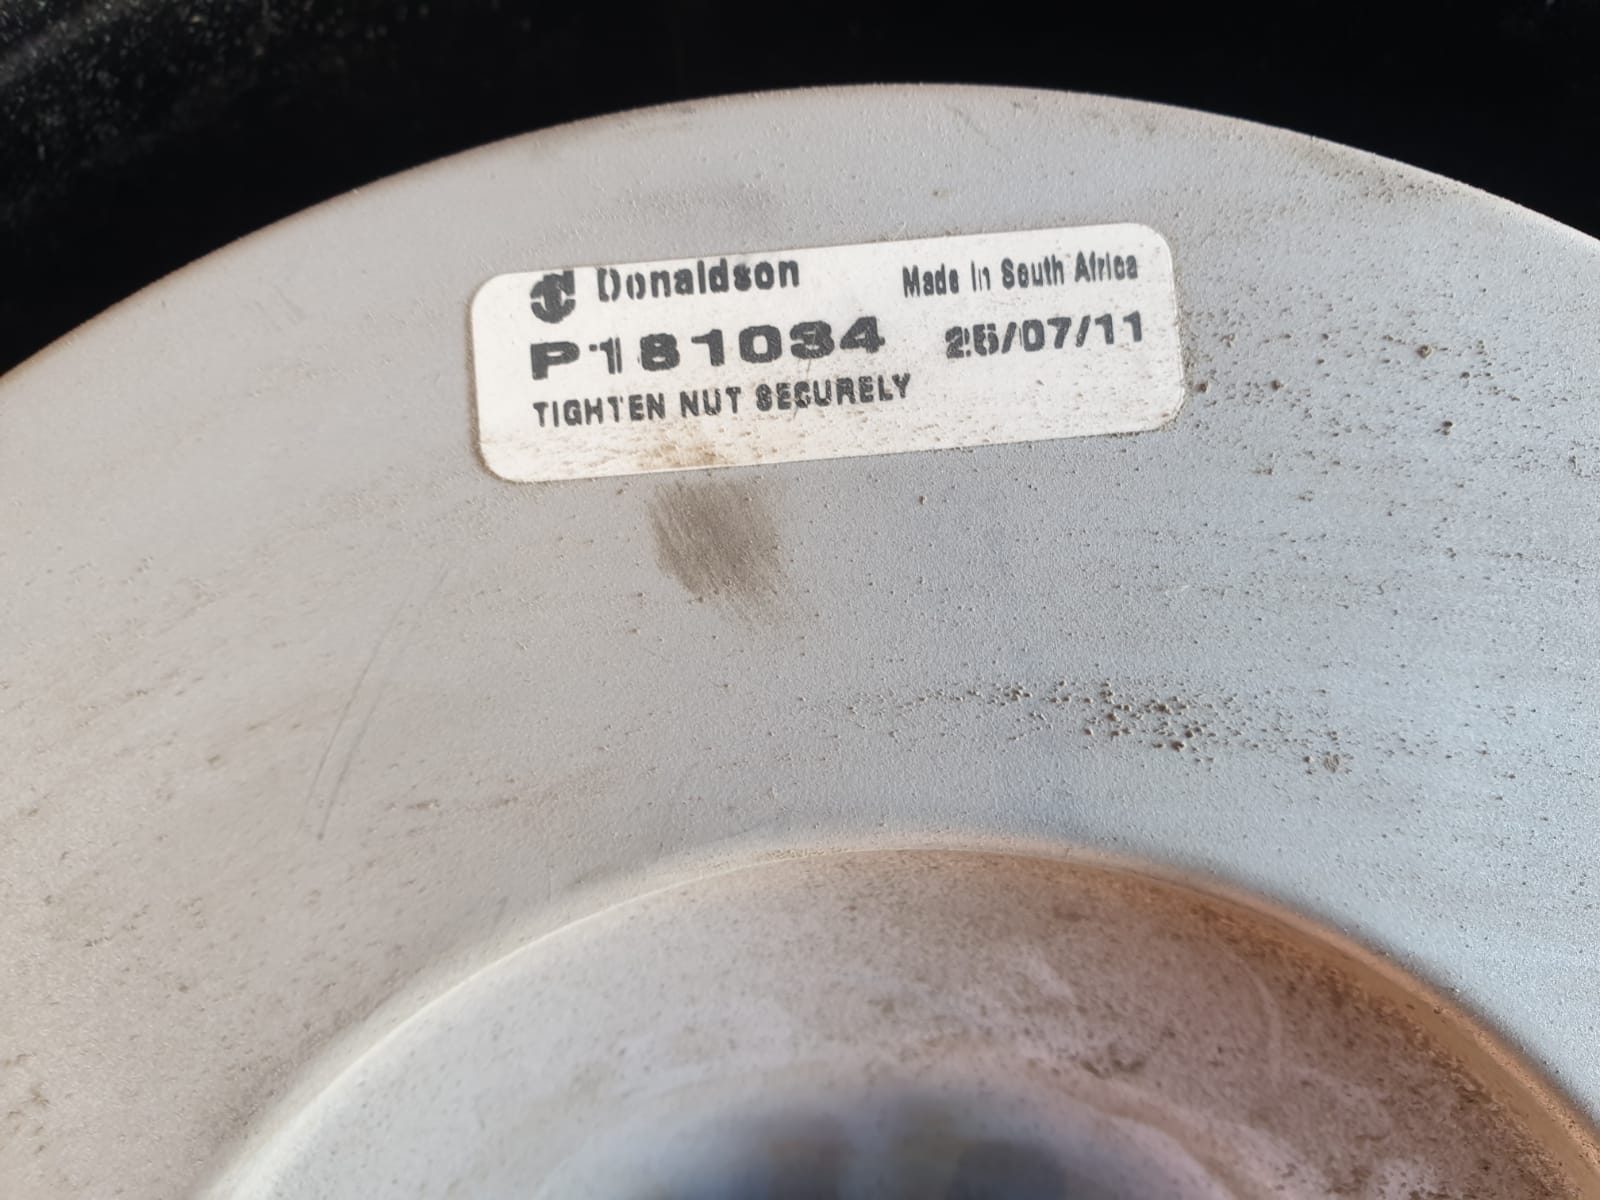 Donaldson Made in South Africa
P181034 25/07/11
TIGHTEN NUT SECURELY